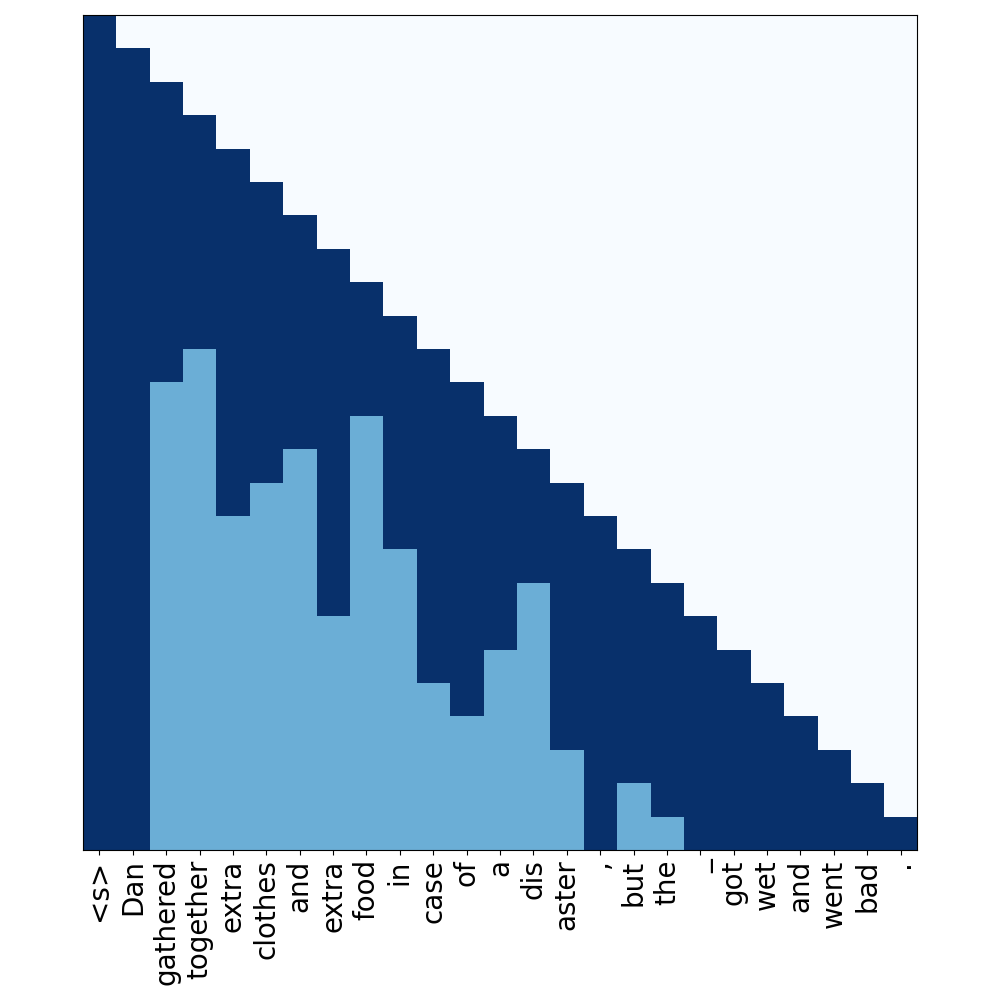 <s>
Dan
gathered
together
extra
clothes
and
extra
food
in
case
of
a
dis
aster
,
but
the
_
got
wet
and
went
bad
.